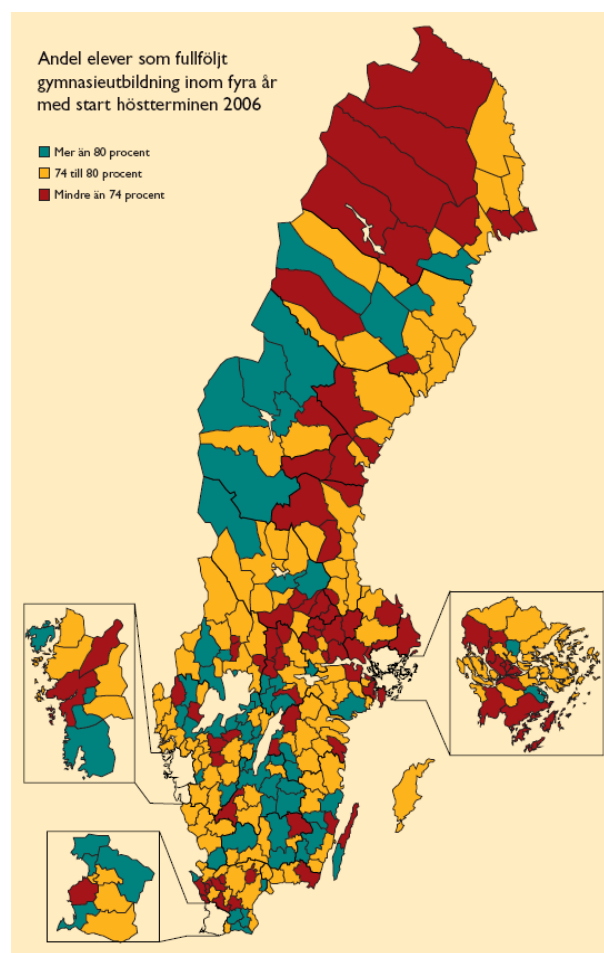 Andel elever som fullföljt
gymnasieutbildning inom fyra år
med start höstterminen 2006
Mer än 80 procent
74 till 80 procent
Mindre än 74 procent